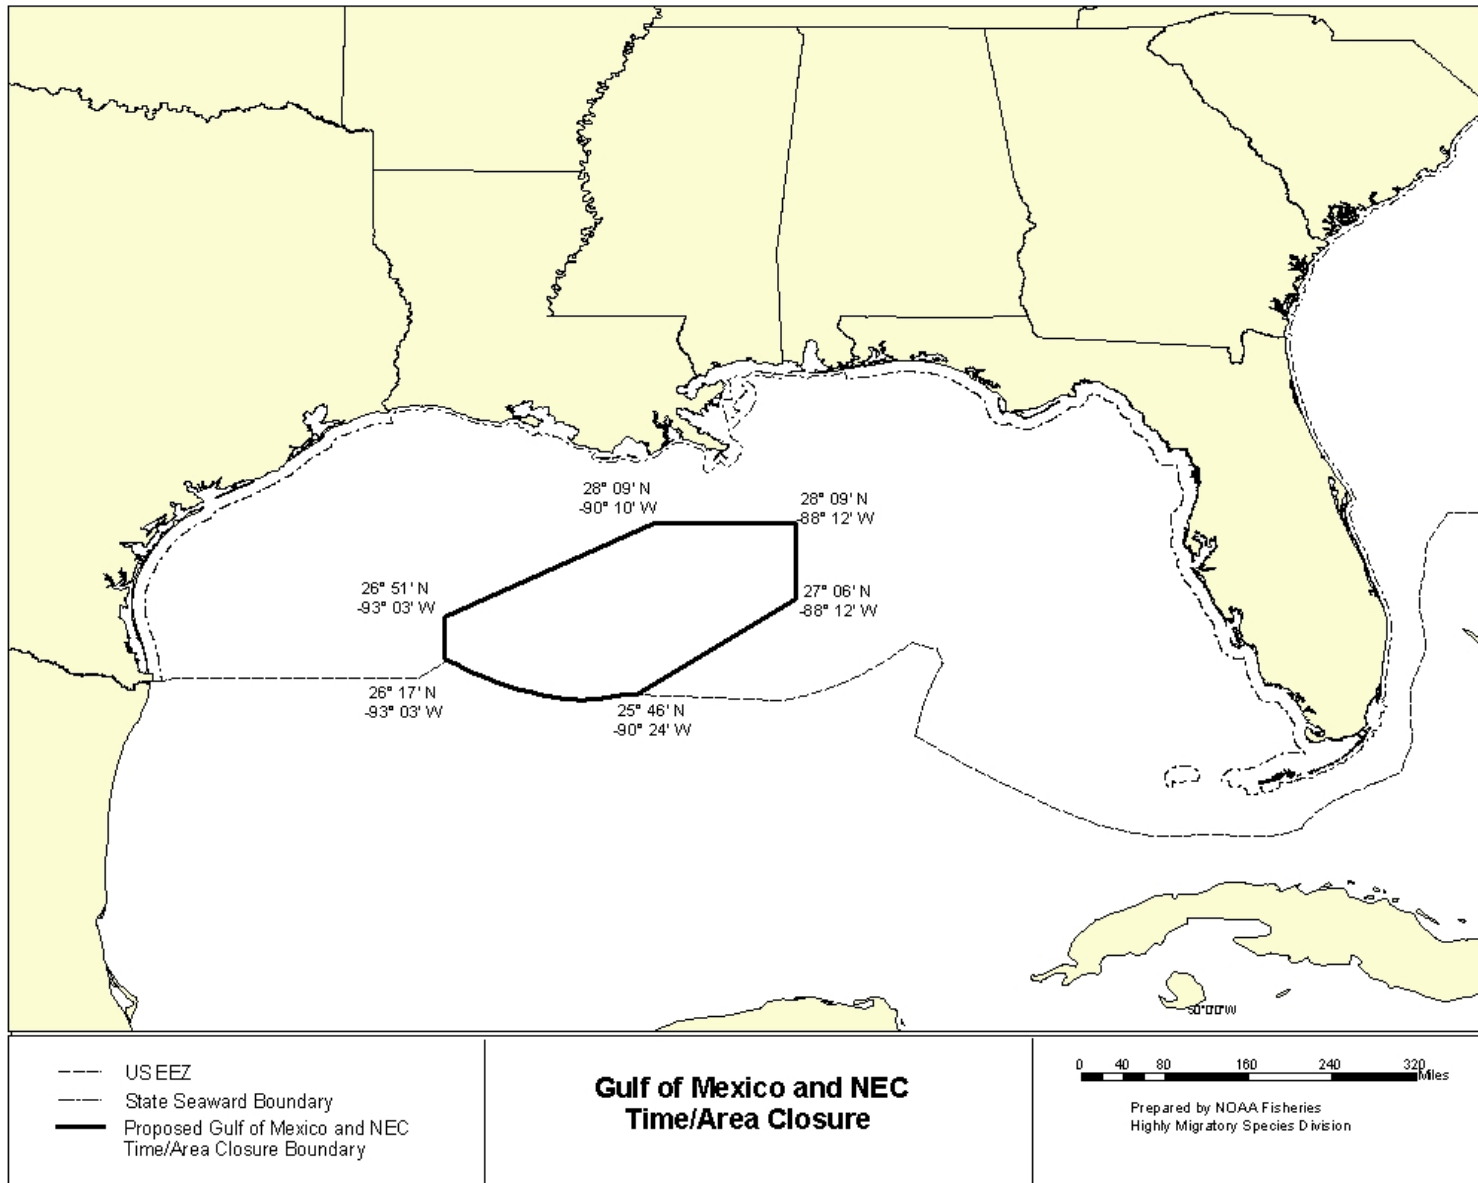 28° 09' N
-90° 10' W
28° 09' N
-88° 12' W
26° 51' N
-93° 03' W
27° 06' N
-88° 12' W
26° 17' N
-93° 03' W
25° 46' N
-90° 24' W
US EEZ
State Seaward Boundary
Proposed Gulf of Mexico and NEC
Time/Area Closure Boundary
Gulf of Mexico and NEC
Time/Area Closure
0 40 80 160 240 320
Miles
Prepared by NOAA Fisheries
Highly Migratory Species Division